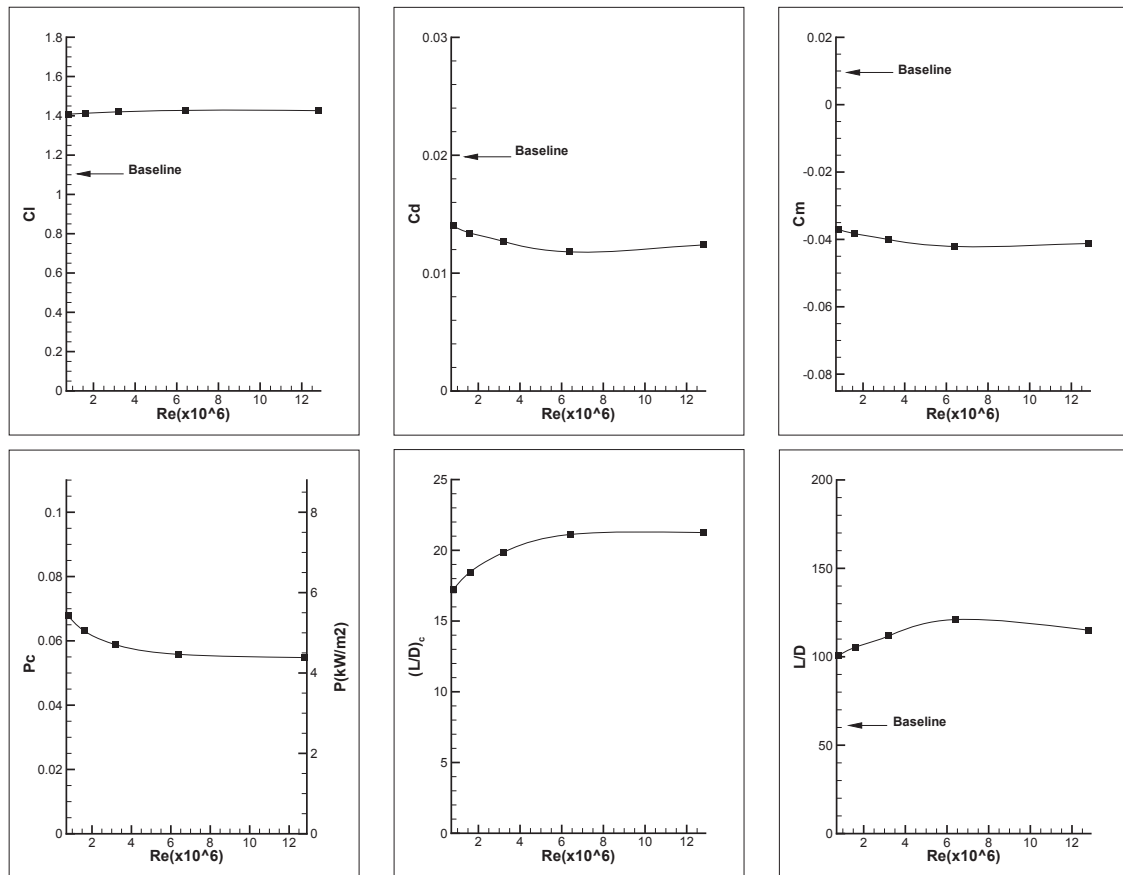 1.8
1.6
1.4
1.2
1
0.8
0.6
0.4
0.2
0
Cl
Baseline
2 4 6 8 10 12
Re(x10^6)
0.03
0.02
0.01
0
Cd
Baseline
2 4 6 8 10 12
Re(x10^6)
0.02
0
-0.02
-0.04
-0.06
-0.08
Cm
Baseline
2 4 6 8 10 12
Re(x10^6)
0.1
0.08
0.06
0.04
0.02
0
Pc
8
6
4
2
0
P(kW/m2)
2 4 6 8 10 12
Re(x10^6)
25
20
15
10
5
0
(L/D)c
2 4 6 8 10 12
Re(x10^6)
200
150
100
50
0
L/D
Baseline
2 4 6 8 10 12
Re(x10^6)